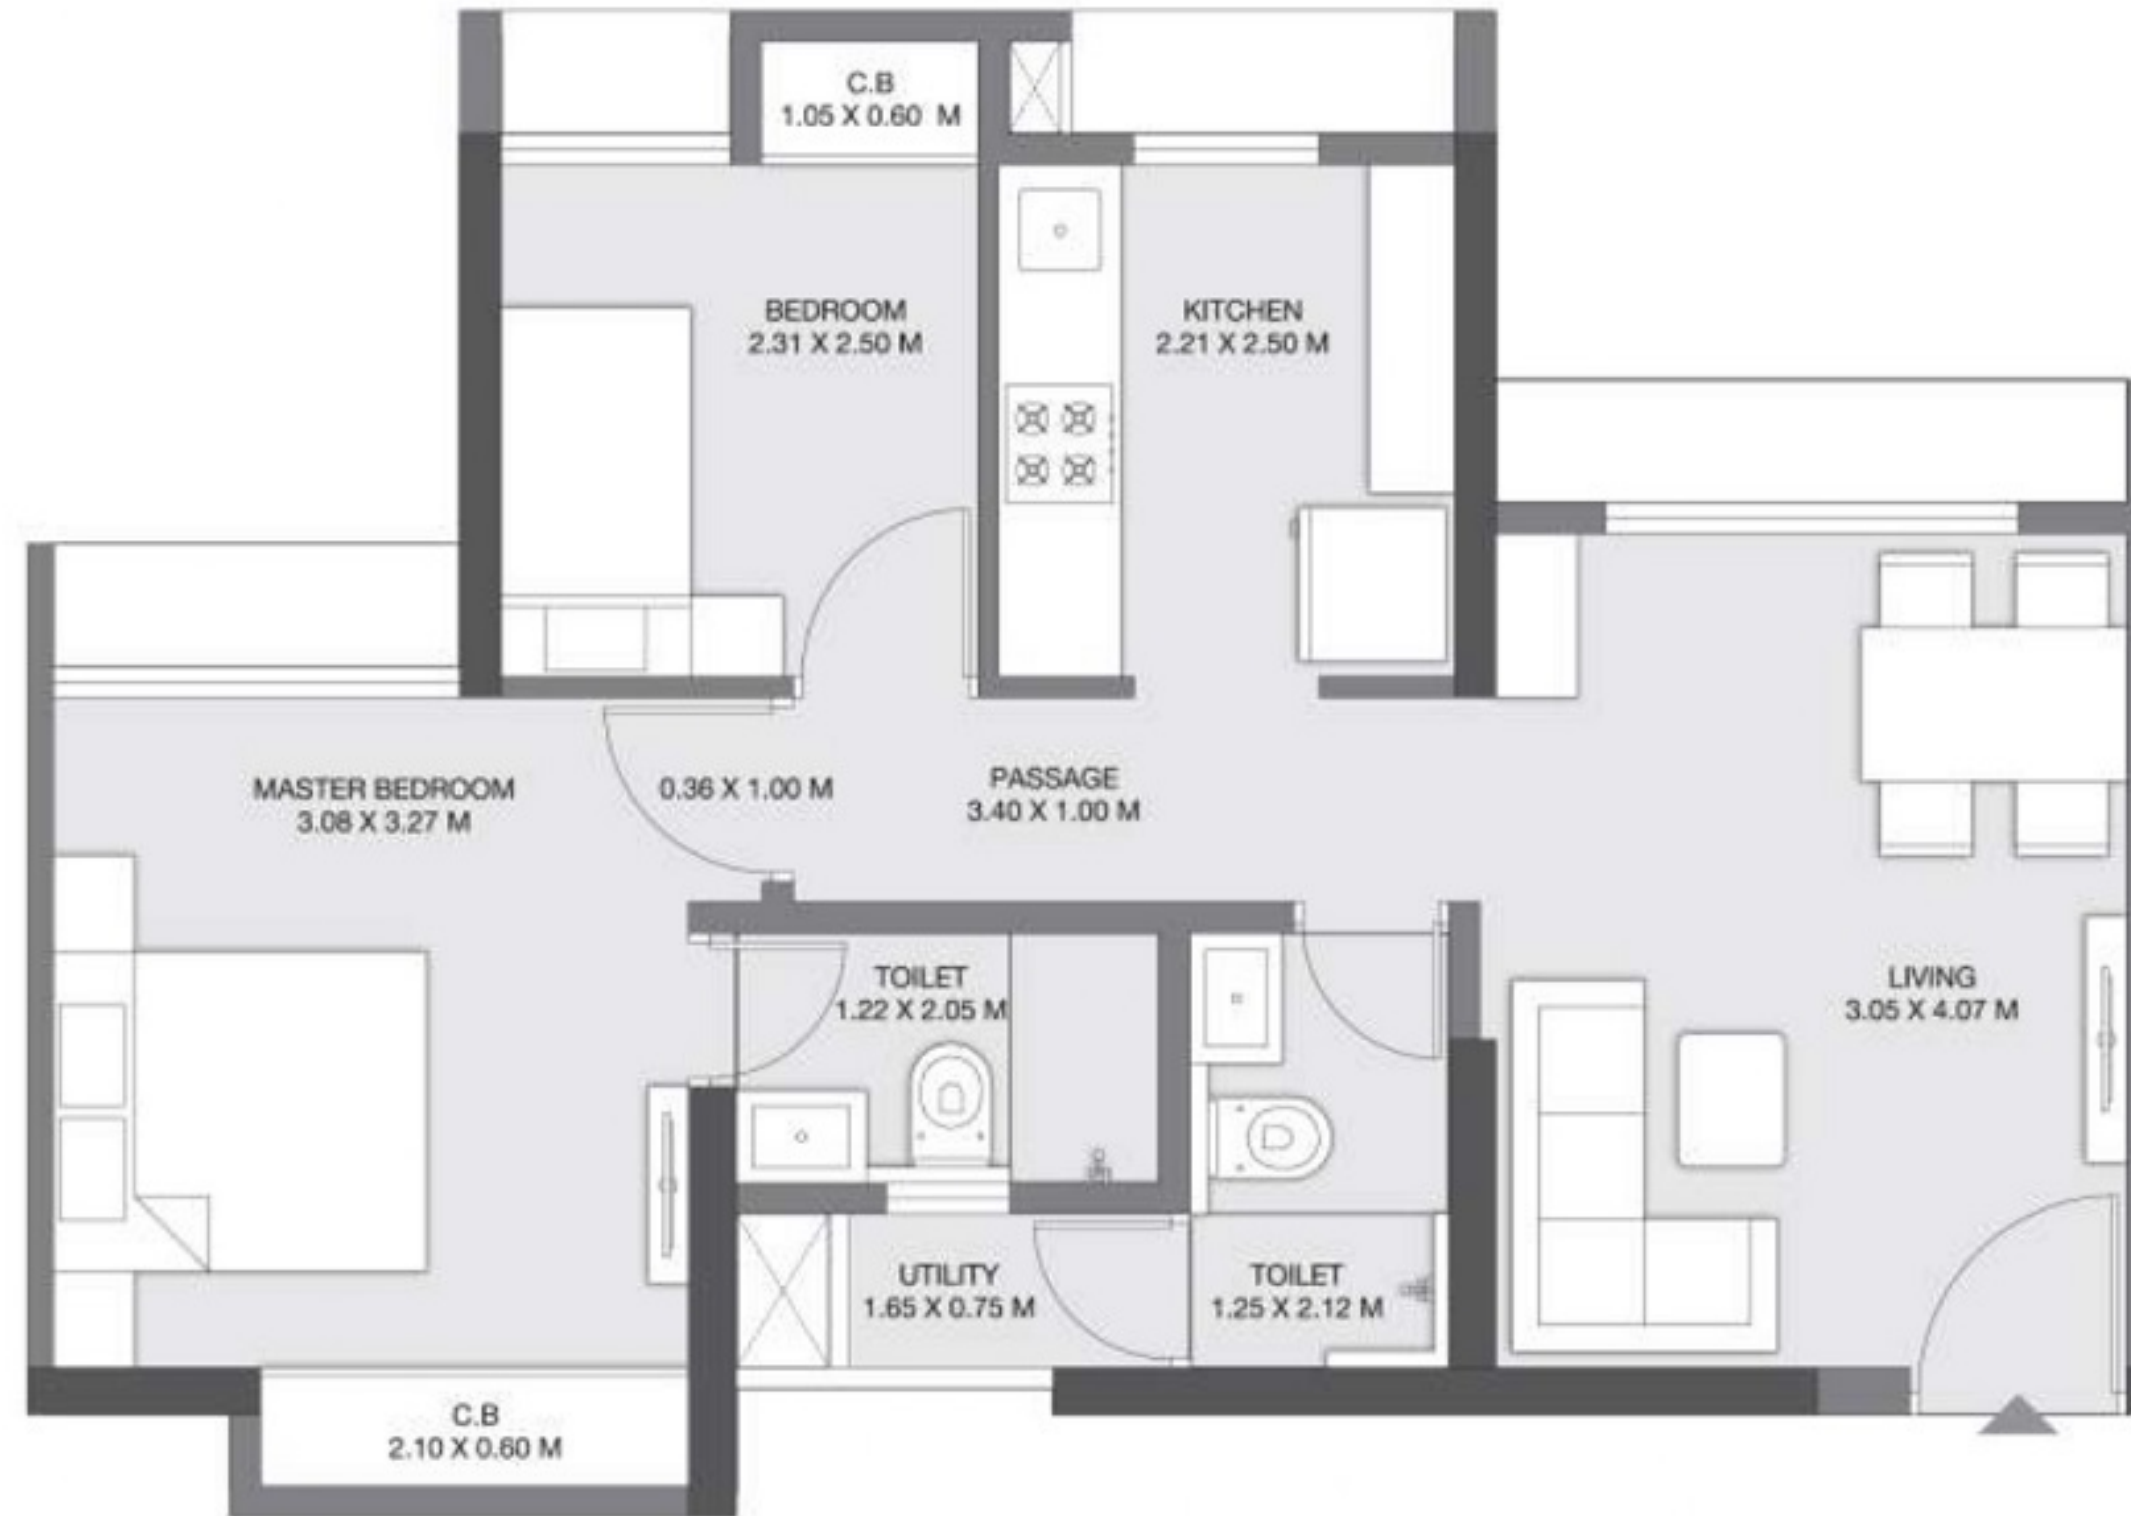 C.B
1.05 X 0.60 M
BEDROOM
2.31 X 2.50 M
KITCHEN
2.21 X 2.50 M
MASTER BEDROOM
3.08 X 3.27 M
0.36 X 1.00 M
PASSAGE
3.40 X 1.00 M
TOILET
1.22 X 2.05 M
LIVING
3.05 X 4.07 M
UTILITY
1.65 X 0.75 M
TOILET
1.25 X 2.12 M
C.B
2.10 X 0.60 M